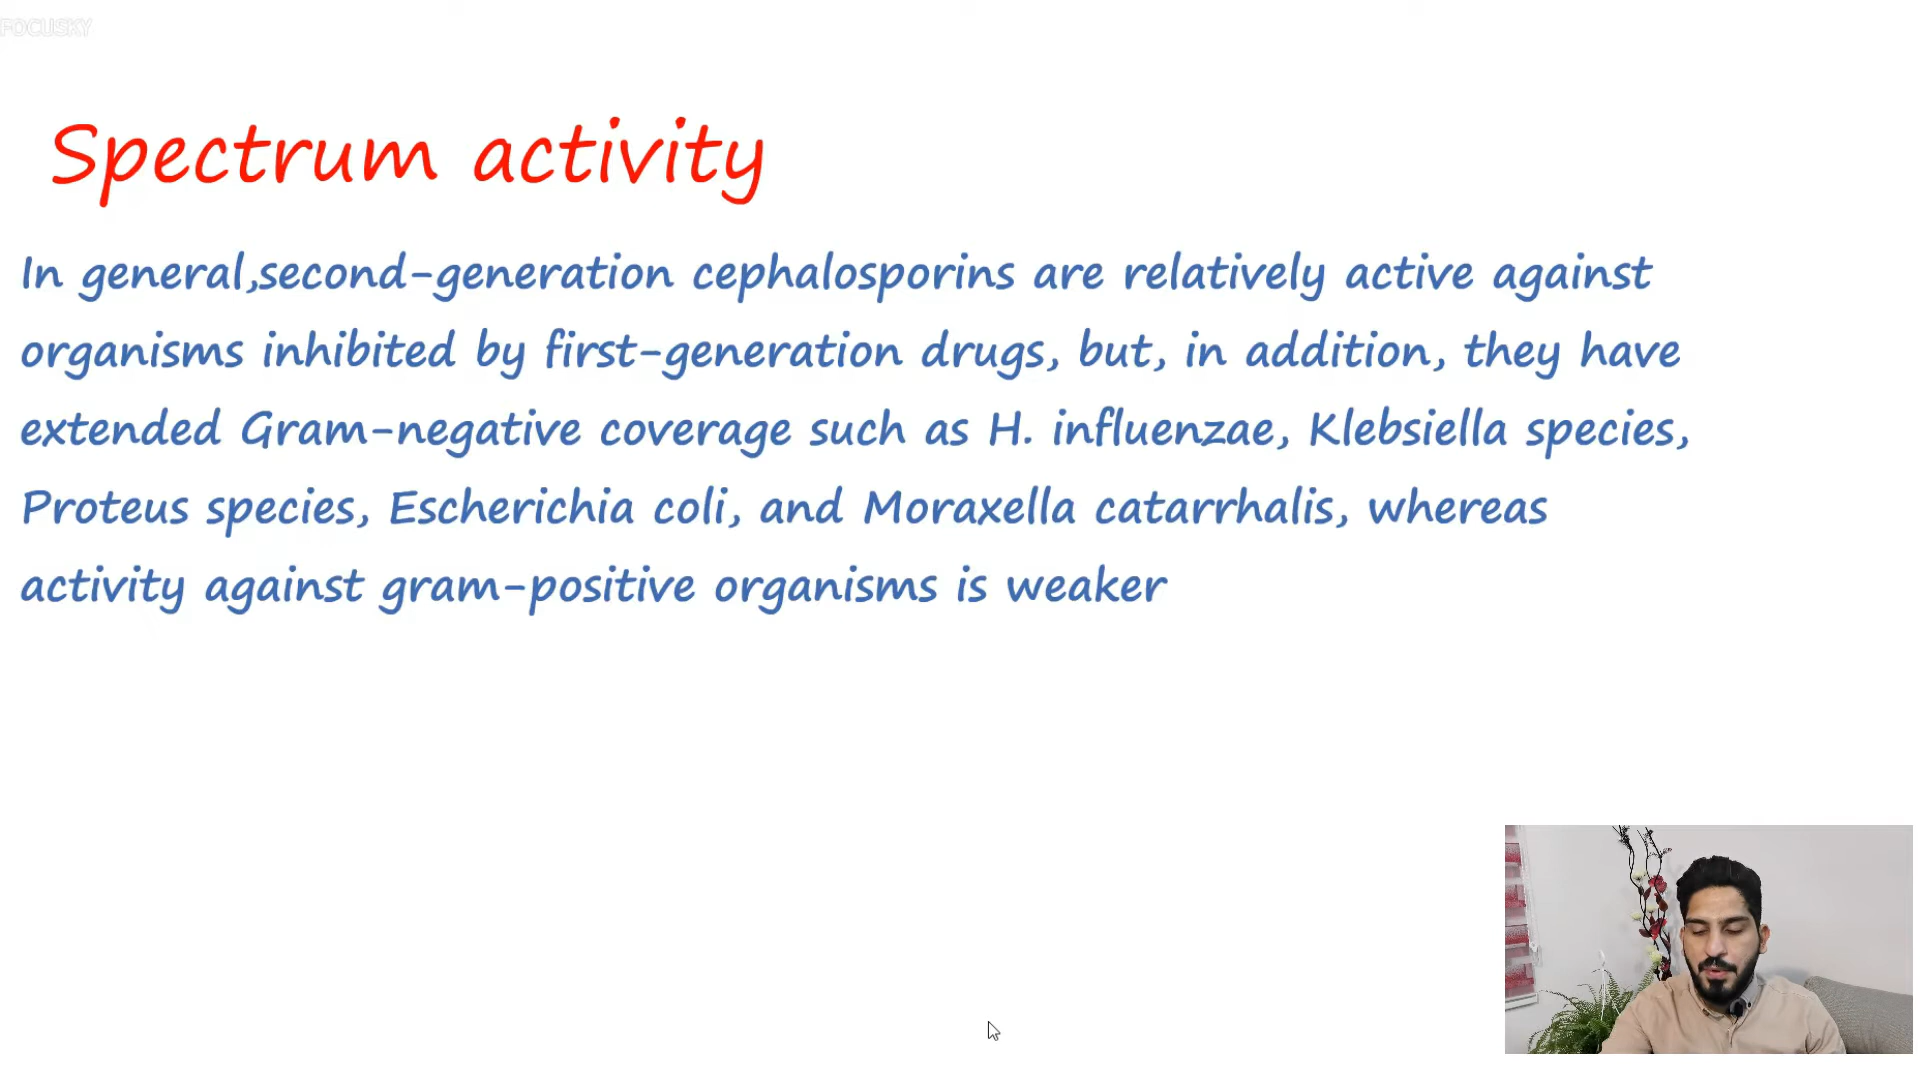 FOCUSKY
Spectrum activity
In general,second-generation cephalosporins are relatively active against
organisms inhibited by first-generation drugs, but, in addition, they have
extended Gram-negative coverage such as H. influenzae, Klebsiella species,
Proteus species, Escherichia coli, and Moraxella catarrhalis, whereas
activity against gram-positive organisms is weaker